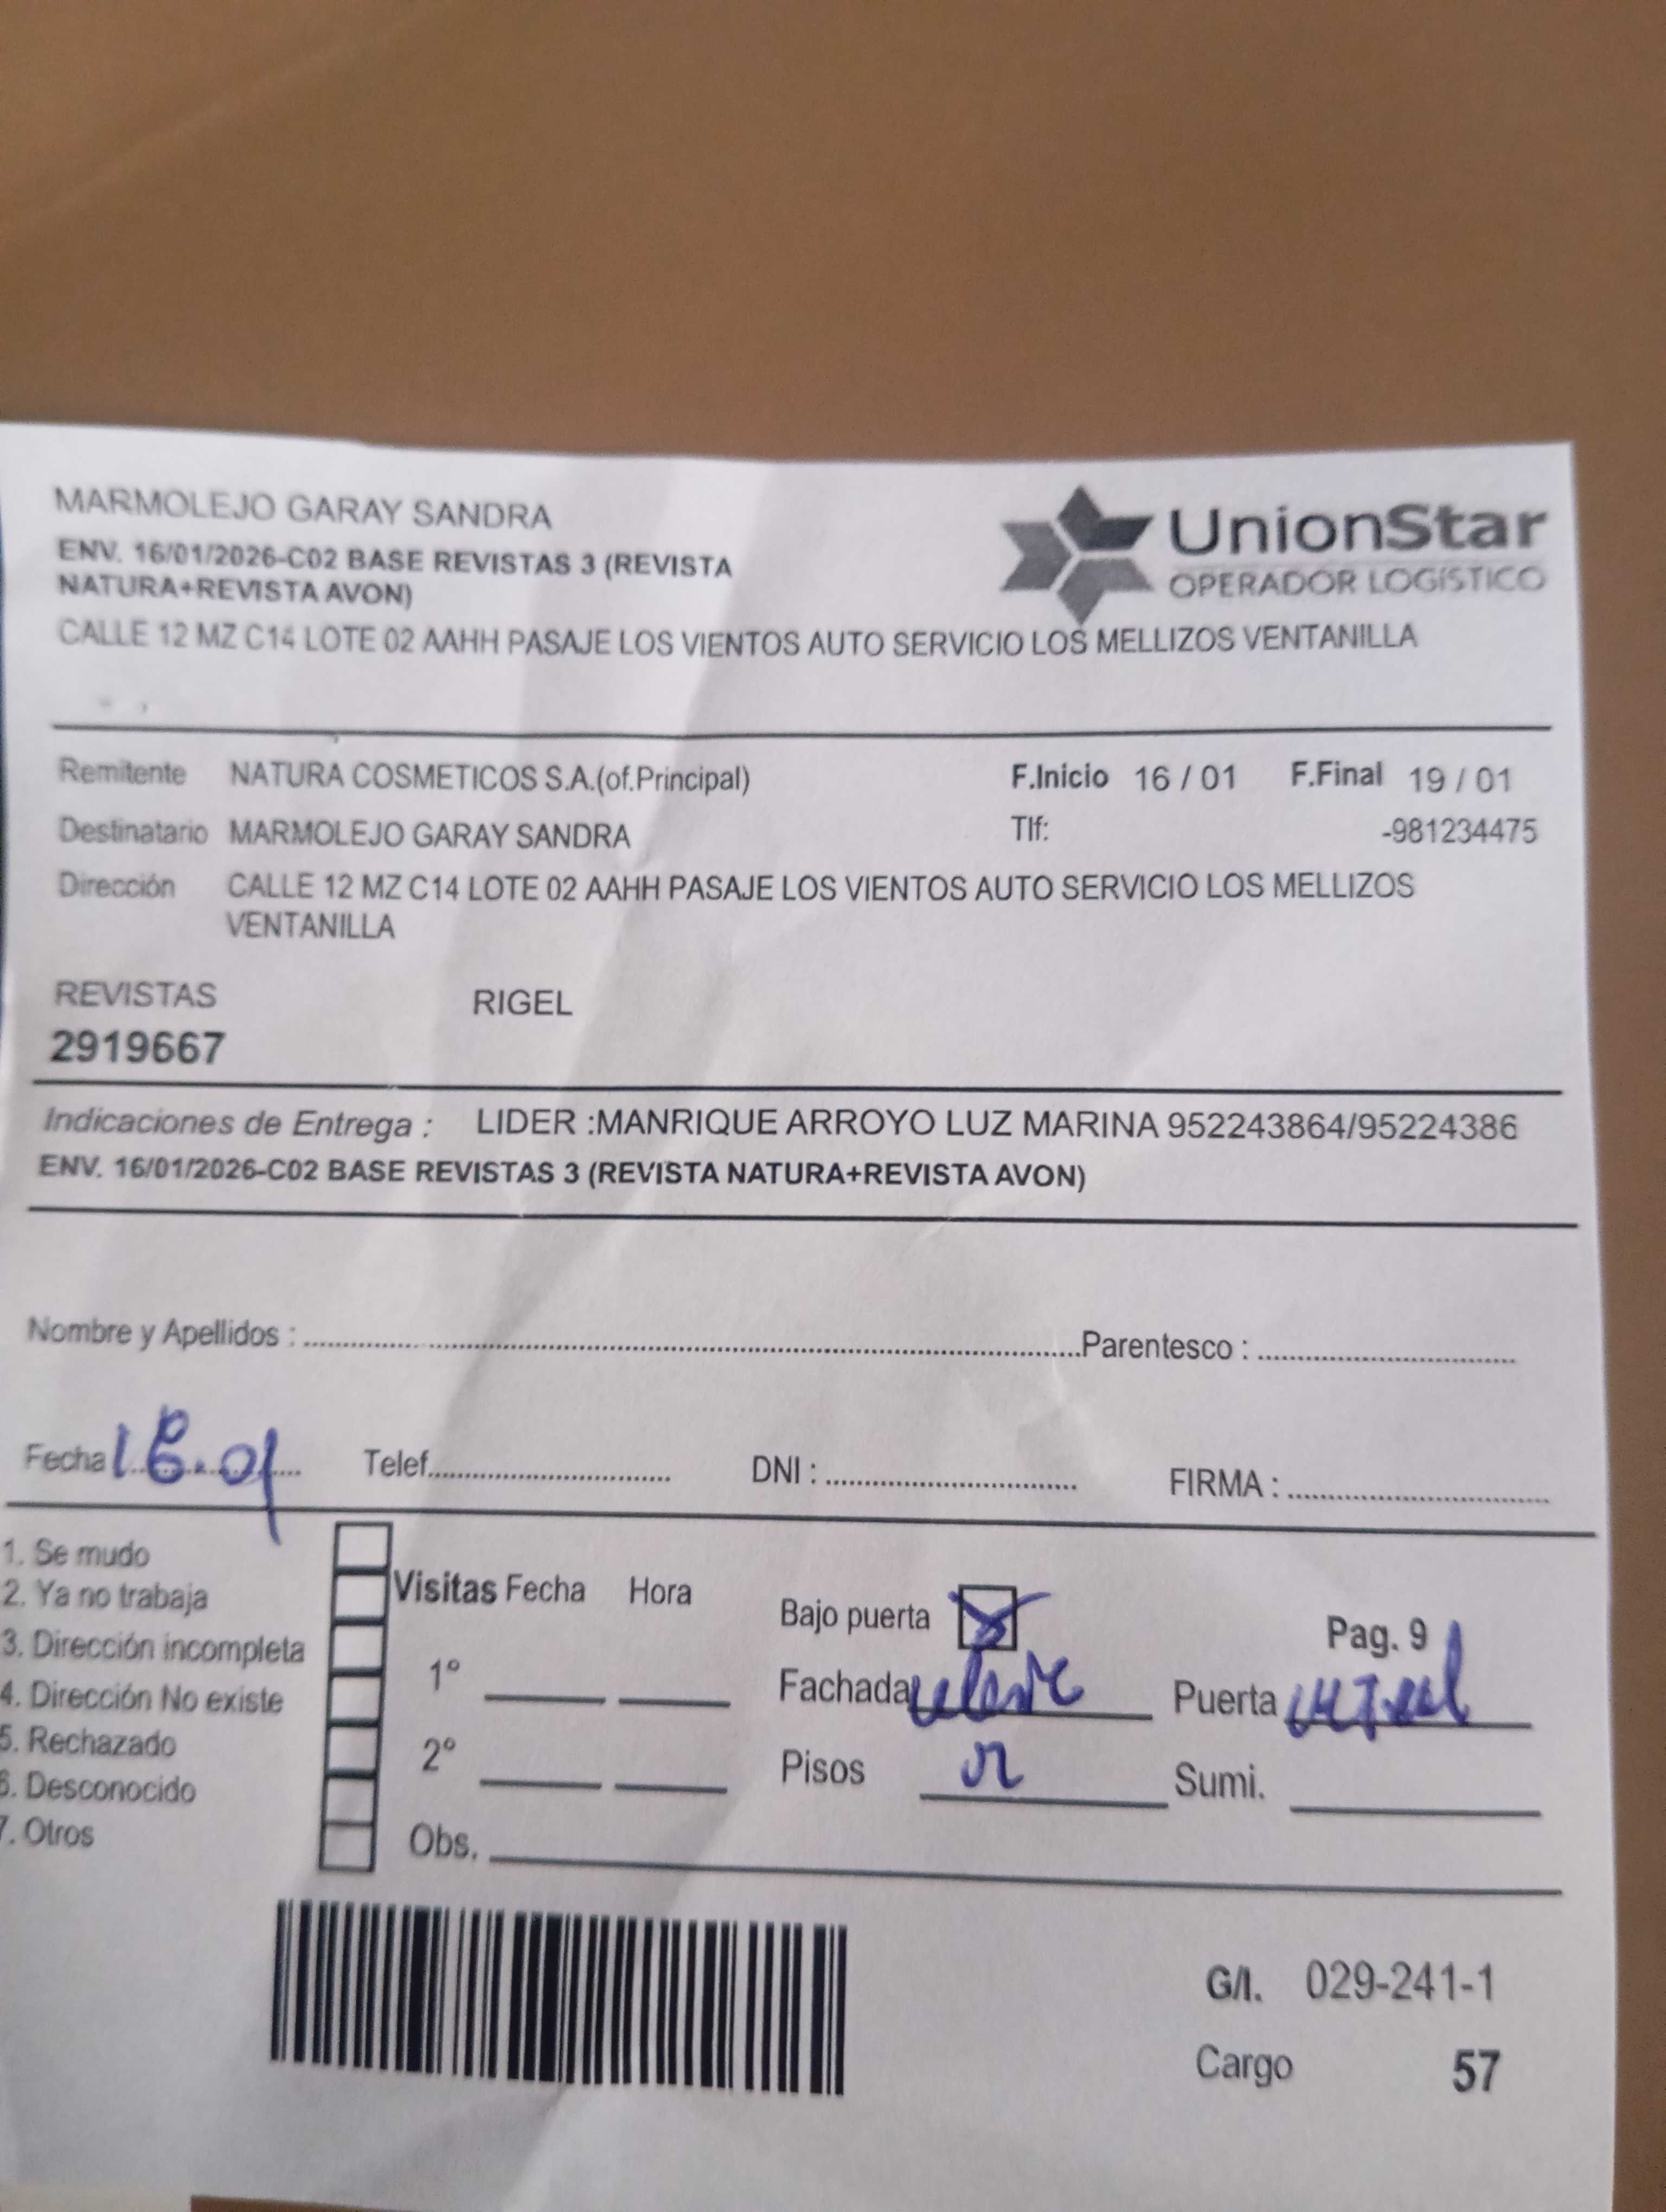 MARMOLEJO GARAY SANDRA
UnionStar
OPERADOR LOGÍSTICO
ENV. 16/01/2026-C02 BASE REVISTAS 3 (REVISTA
NATURA+REVISTA AVON)
CALLE 12 MZ C14 LOTE 02 AAHH PASAJE LOS VIENTOS AUTO SERVICIO LOS MELLIZOS VENTANILLA
Remitente NATURA COSMETICOS S.A.(of.Principal) F.Inicio 16 / 01 F.Final 19 / 01
Destinatario MARMOLEJO GARAY SANDRA Tlf: -981234475
Dirección CALLE 12 MZ C14 LOTE 02 AAHH PASAJE LOS VIENTOS AUTO SERVICIO LOS MELLIZOS
VENTANILLA
REVISTAS RIGEL
2919667
Indicaciones de Entrega : LIDER :MANRIQUE ARROYO LUZ MARINA 952243864/95224386
ENV. 16/01/2026-C02 BASE REVISTAS 3 (REVISTA NATURA+REVISTA AVON)
Nombre y Apellidos : Parentesco :
Fecha Telef. DNI : FIRMA :
1. Se mudo
2. Ya no trabaja
3. Dirección incompleta
4. Dirección No existe
5. Rechazado
6. Desconocido
7. Otros
Visitas Fecha Hora
1°
2°
Obs.
Bajo puerta Pag. 9
Fachada celeste Puerta
Pisos Sumi.
G/I. 029-241-1
Cargo 57